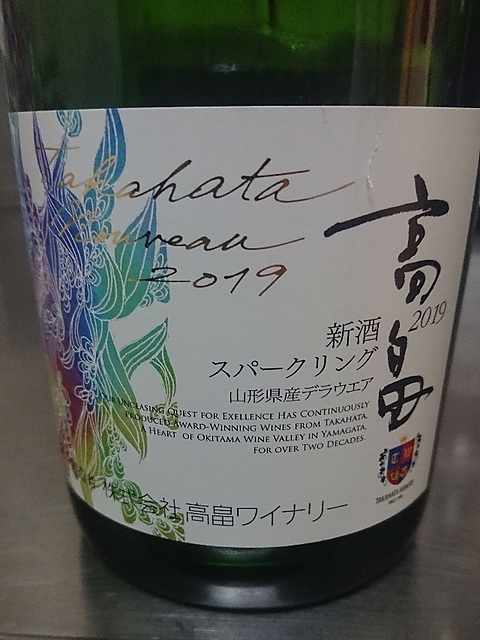 Takahata
Nouveau
2019
高畠
2019
新酒
スパークリング
山形県産デラウエア
Unceasing Quest for Exellence Has Continuously
Produced Award-Winning Wines from Takahata,
a Heart of Okitama Wine Valley in Yamagata,
For over Two Decades.
株式会社 高畠ワイナリー
TAKAHATA WINERY